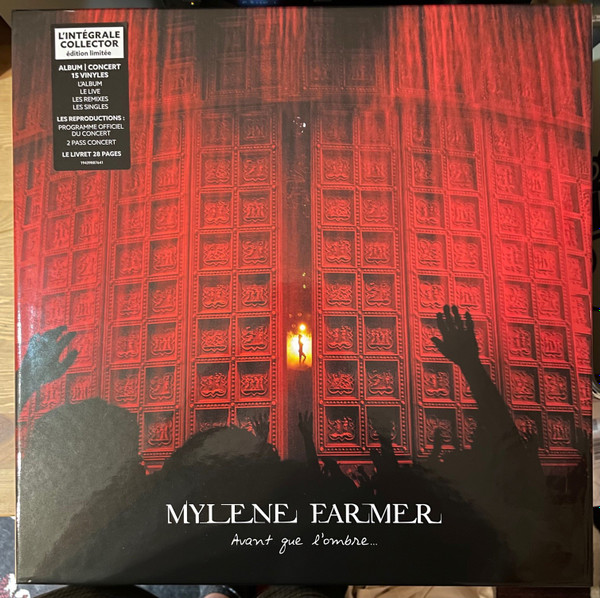 L'INTÉGRALE
COLLECTOR
édition limitée
ALBUM | CONCERT
15 VINYLES
L'ALBUM
LE LIVE
LES REMIXES
LES SINGLES
LES REPRODUCTIONS :
PROGRAMME OFFICIEL
DU CONCERT
2 PASS CONCERT
LE LIVRET 28 PAGES
19439887641
MYLENE FARMER
Avant que l'ombre...